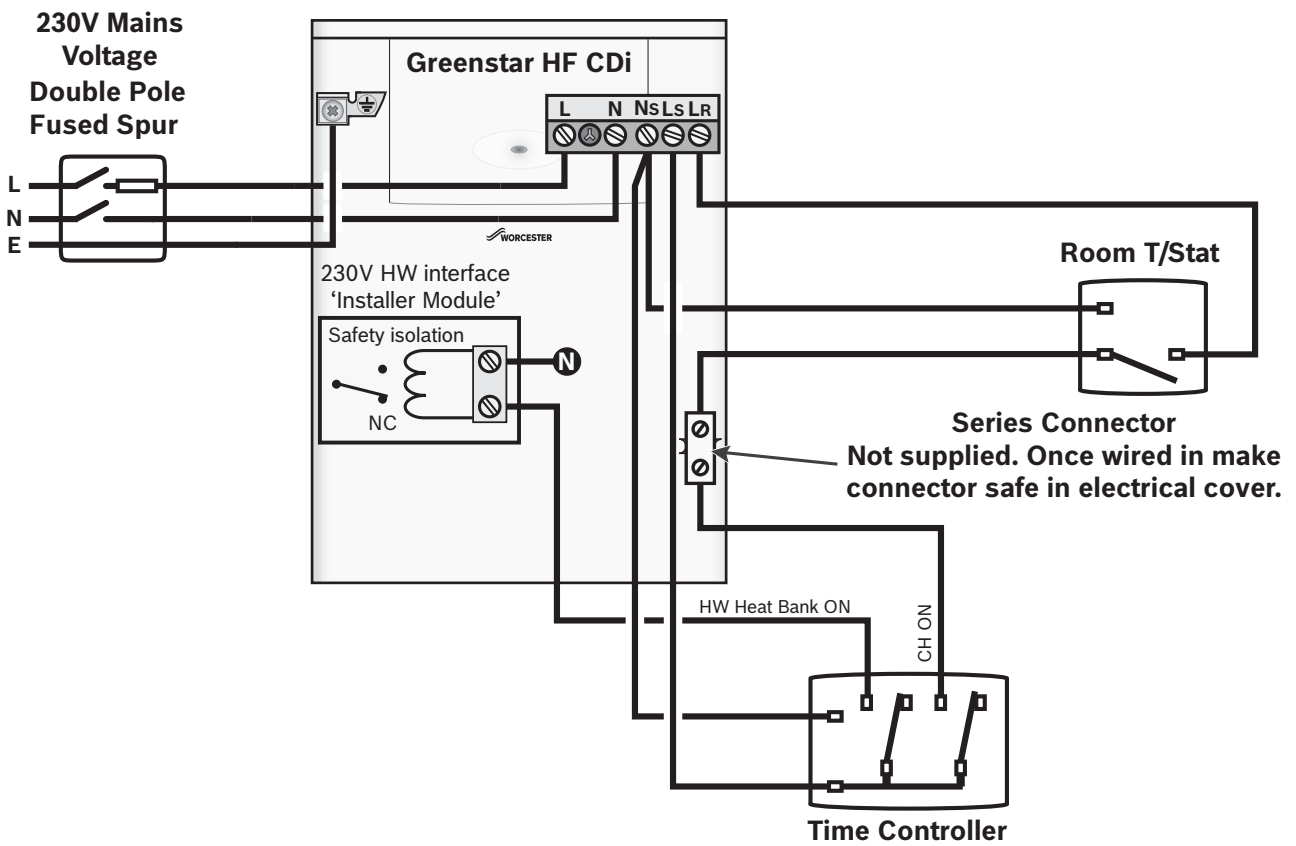 230V Mains
Voltage
Double Pole
Fused Spur
Greenstar HF CDi
L N NS LS LR
L
N
E
WORCESTER
230V HW interface
‘Installer Module’
Safety isolation
N
NC
Room T/Stat
Series Connector
Not supplied. Once wired in make
connector safe in electrical cover.
HW Heat Bank ON
CH ON
Time Controller